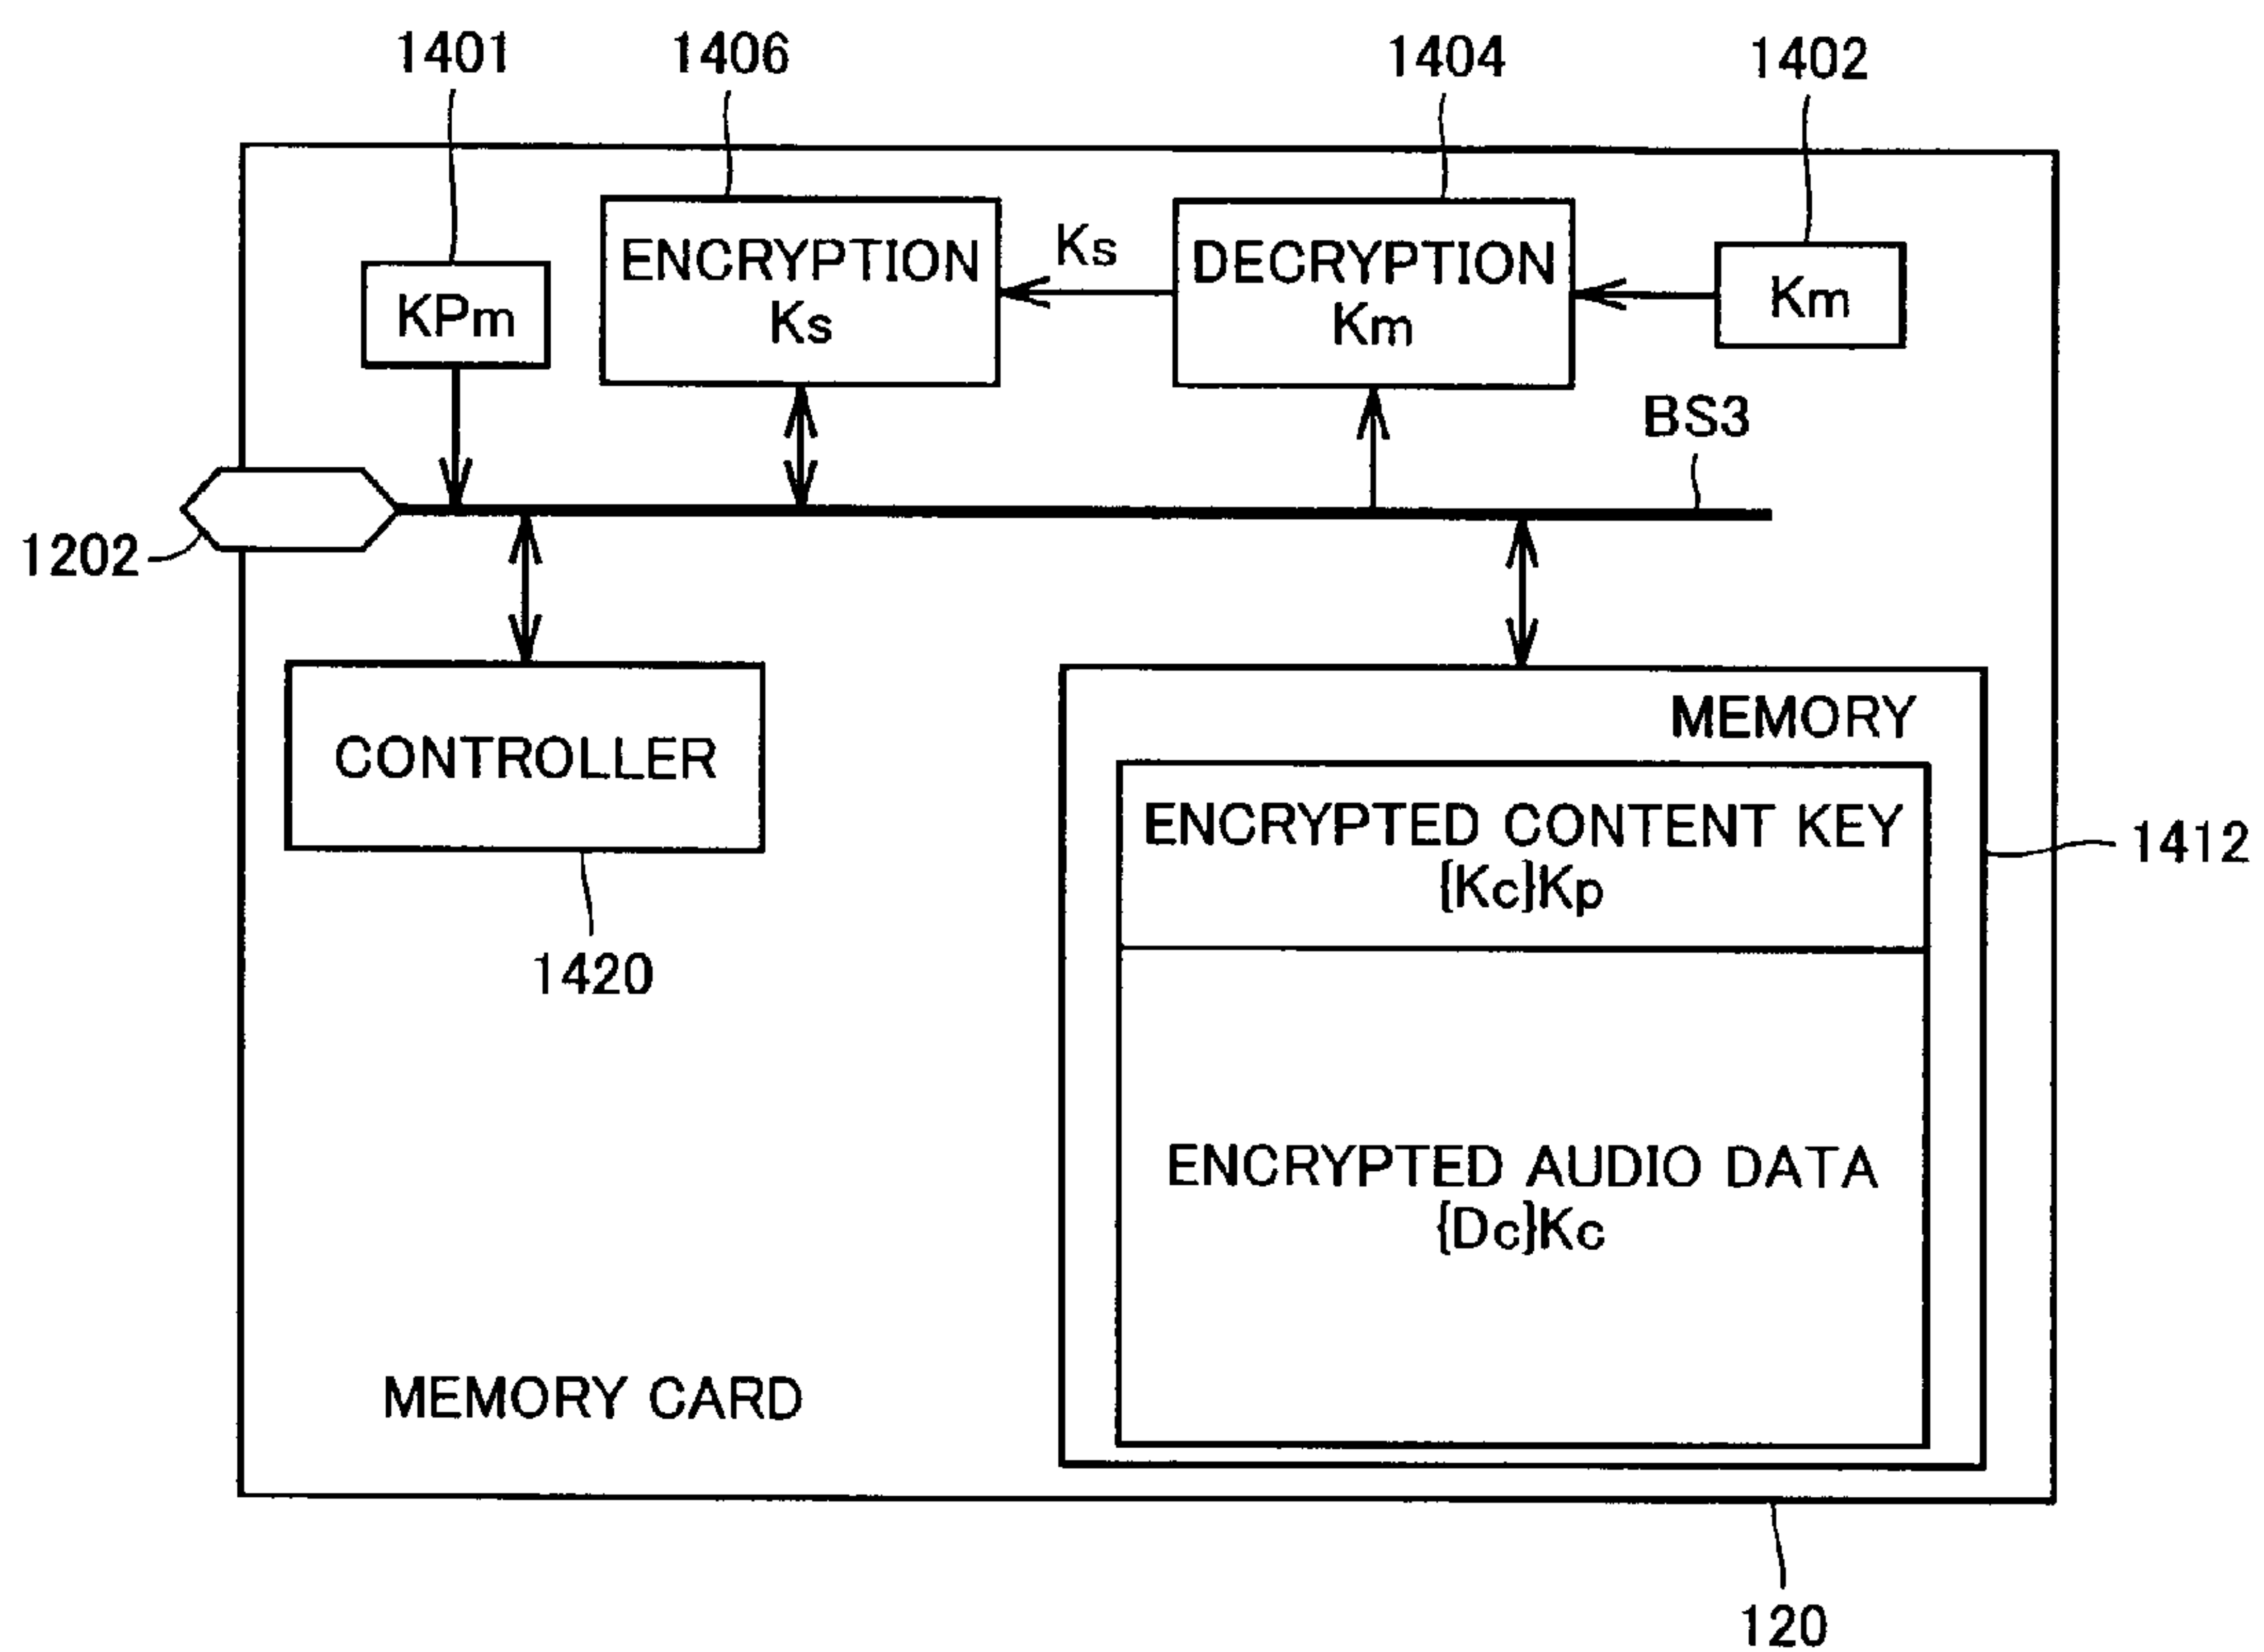 1401
1406
1404
1402
ENCRYPTION
Ks
Ks
DECRYPTION
Km
Km
KPm
BS3
1202
CONTROLLER
1420
MEMORY
ENCRYPTED CONTENT KEY
{Kc}Kp
1412
ENCRYPTED AUDIO DATA
{Dc}Kc
MEMORY CARD
120